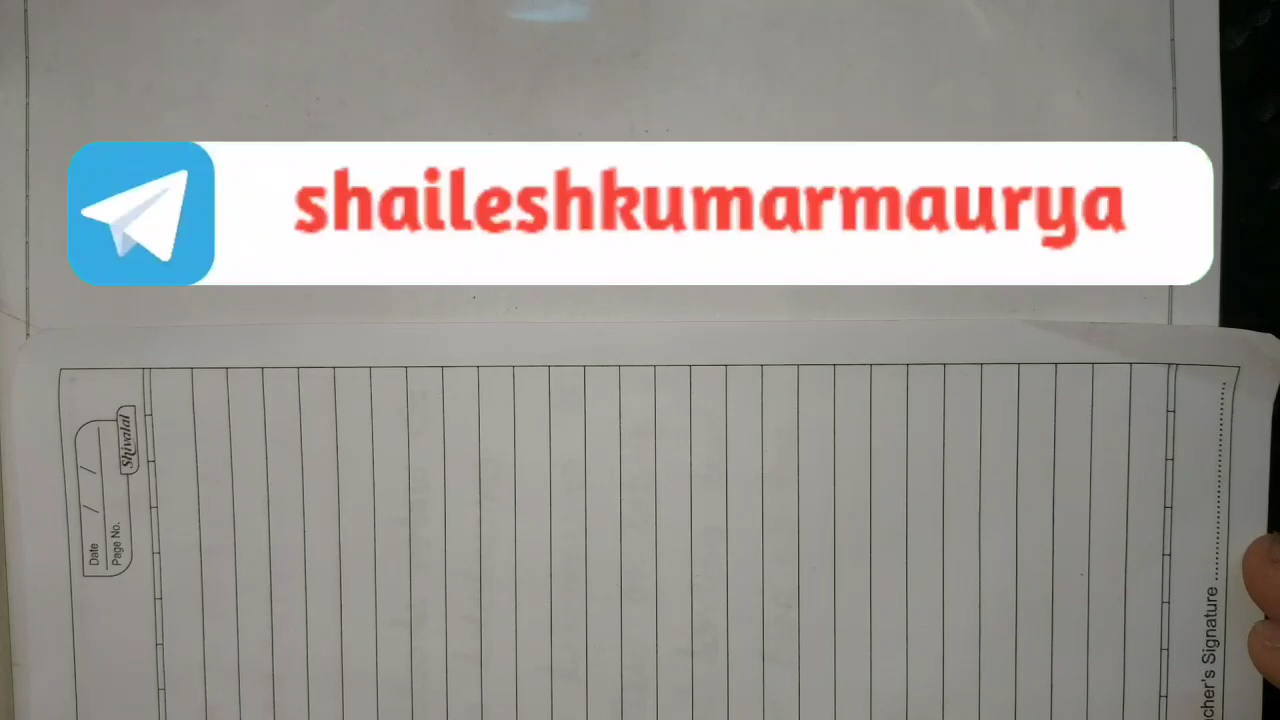 shaileshkumarmaurya
Shivalal
Date / /
Page No.
cher's Signature ..............................